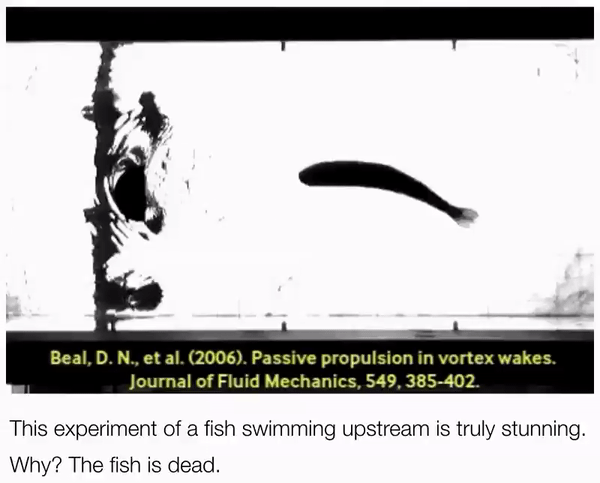 Beal, D. N., et al. (2006). Passive propulsion in vortex wakes.
Journal of Fluid Mechanics, 549, 385-402.
This experiment of a fish swimming upstream is truly stunning.
Why? The fish is dead.